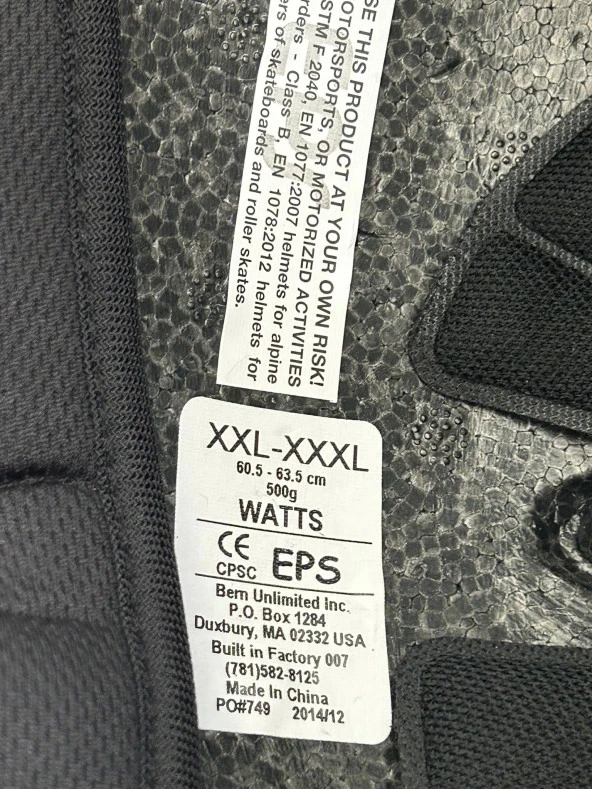 SE THIS PRODUCT AT YOUR OWN RISK!
OTORSPORTS, OR MOTORIZED ACTIVITIES
STM F 2040, EN 1077:2007 helmets for alpine
- Class B, EN 1078:2012 helmets for
of skateboards and roller skates.
XXL-XXXL
60.5 - 63.5 cm
500g
WATTS
CE
CPSC EPS
Bern Unlimited Inc.
P.O. Box 1284
Duxbury, MA 02332 USA
Built in Factory 007
(781)582-8125
Made In China
PO#749 2014/12